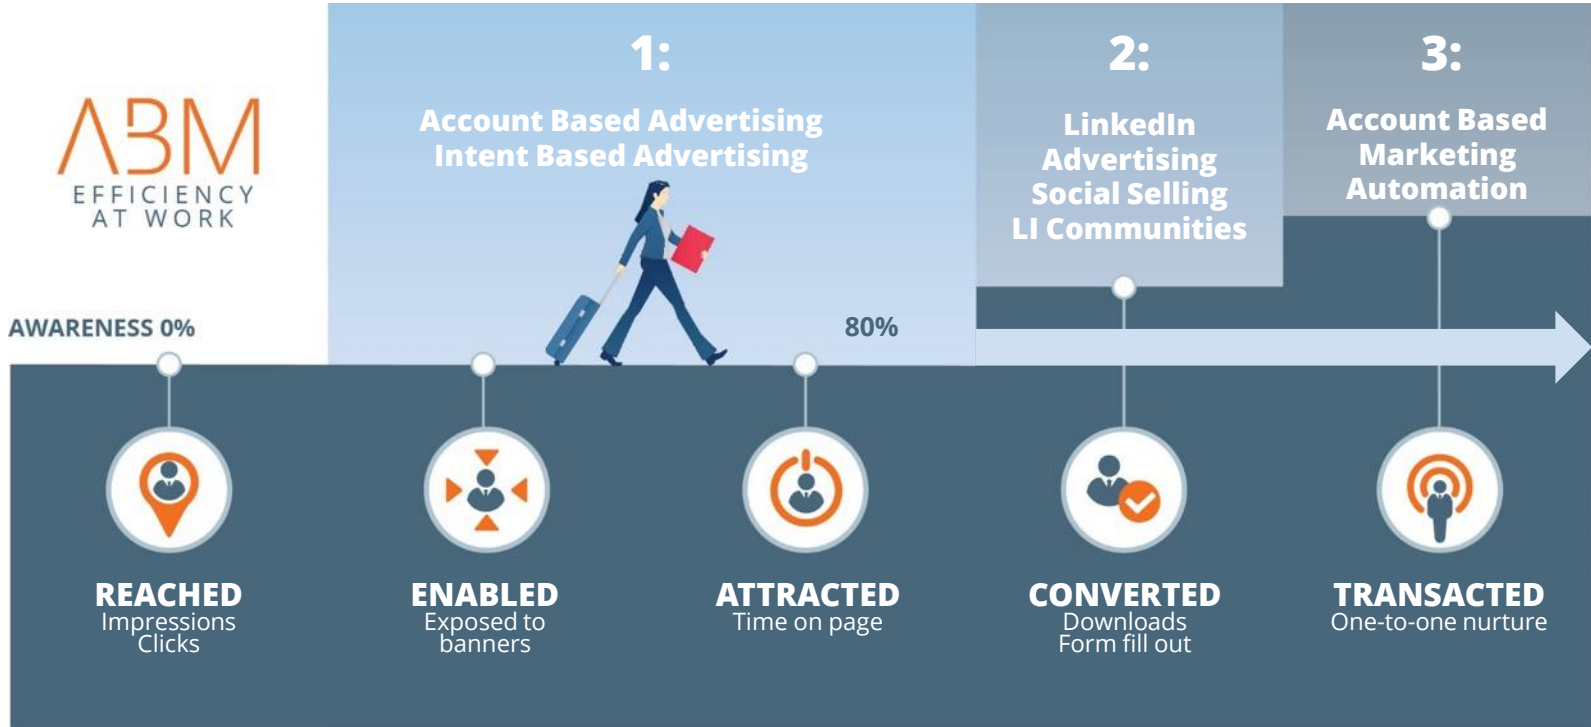 ABM
EFFICIENCY
AT WORK
AWARENESS 0%
1:
Account Based Advertising
Intent Based Advertising
80%
2:
LinkedIn
Advertising
Social Selling
LI Communities
3:
Account Based
Marketing
Automation
REACHED
Impressions
Clicks
ENABLED
Exposed to
banners
ATTRACTED
Time on page
CONVERTED
Downloads
Form fill out
TRANSACTED
One-to-one nurture